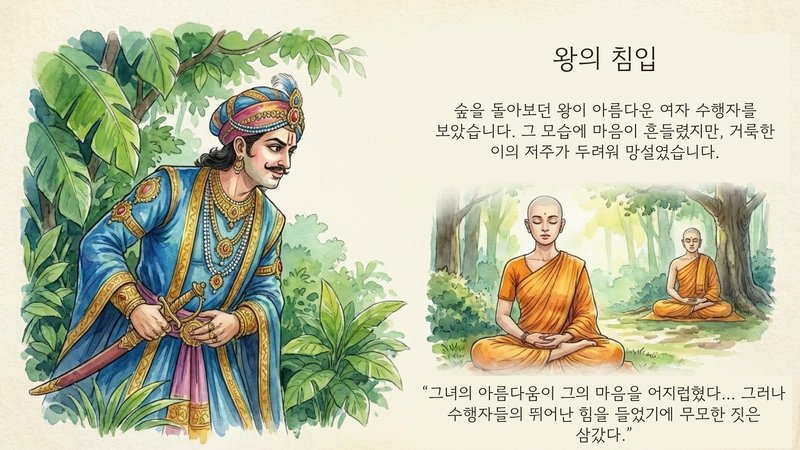 왕의 침입
숲을 돌아보던 왕이 아름다운 여자 수행자를
보았습니다. 그 모습에 마음이 흔들렸지만, 거룩한
이의 저주가 두려워 망설였습니다.
“그녀의 아름다움이 그의 마음을 어지럽혔다... 그러나
수행자들의 뛰어난 힘을 들었기에 무모한 짓은
삼갔다.”